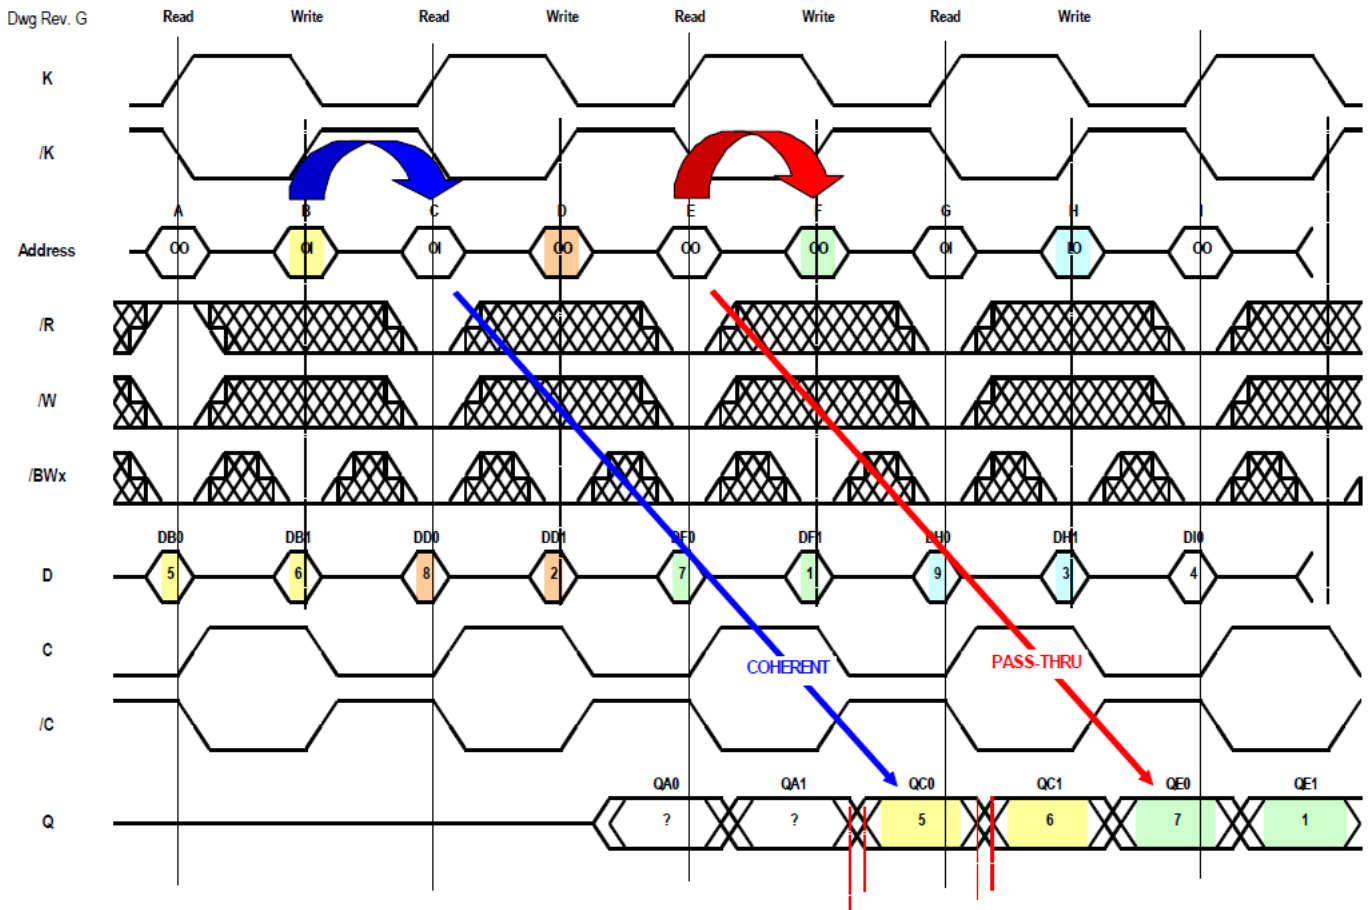 Dwg Rev. G Read Write Read Write Read Write Read Write
K
/K
A B C D E F G H I
Address OO OI OI OO OO OO OI IO OO
/R
/W
/BWx
DB0 DB1 DD0 DD1 DF0 DF1 DH0 DH1 DI0
D 5 6 8 2 7 1 9 3 4
C
COHERENT PASS-THRU
/C
QA0 QA1 QC0 QC1 QE0 QE1
Q ? ? 5 6 7 1